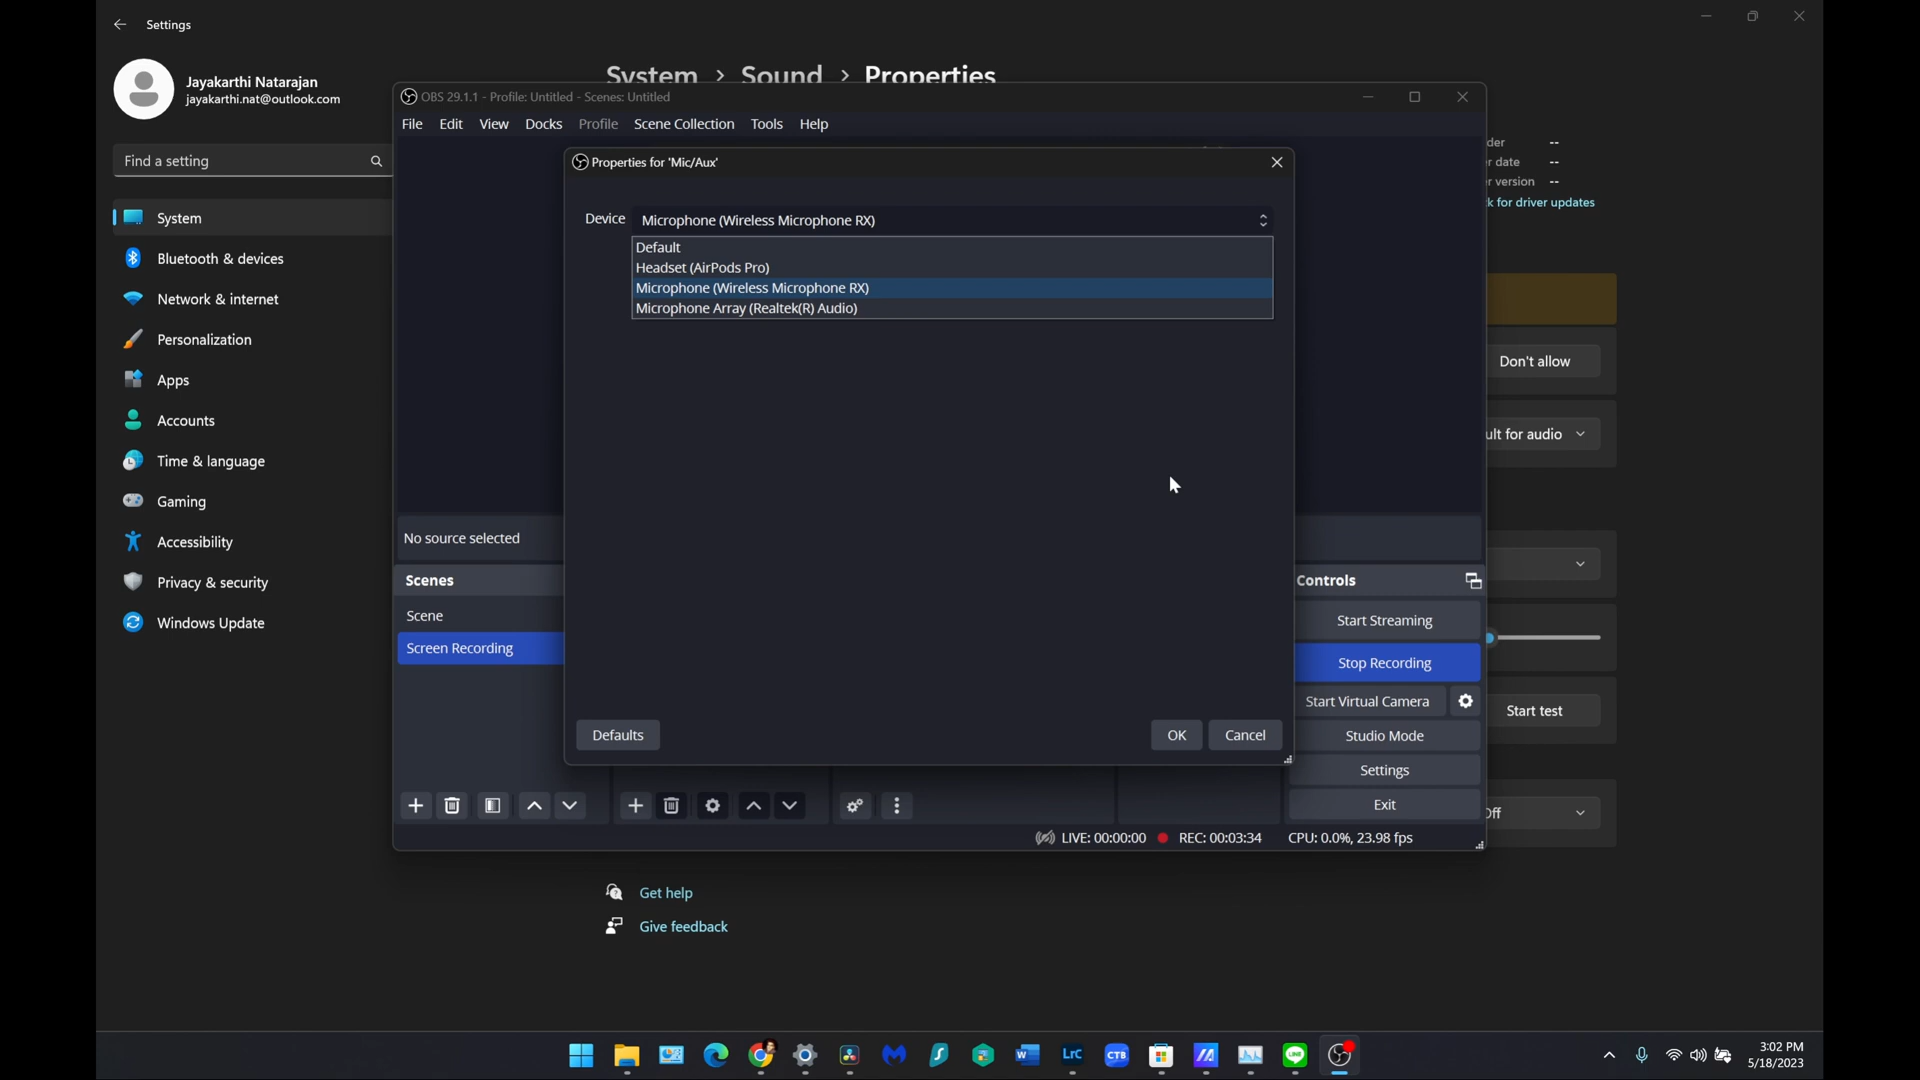 Settings
Jayakarthi Natarajan
jayakarthi.nat@outlook.com
Find a setting
System
Bluetooth & devices
Network & internet
Personalization
Apps
Accounts
Time & language
Gaming
Accessibility
Privacy & security
Windows Update
System > Sound > Properties
der --
r date --
r version --
k for driver updates
Don't allow
ult for audio
Start test
Off
OBS 29.1.1 - Profile: Untitled - Scenes: Untitled
File Edit View Docks Profile Scene Collection Tools Help
Properties for 'Mic/Aux'
Device Microphone (Wireless Microphone RX)
Default
Headset (AirPods Pro)
Microphone (Wireless Microphone RX)
Microphone Array (Realtek(R) Audio)
Defaults OK Cancel
No source selected
Scenes
Scene
Screen Recording
Controls
Start Streaming
Stop Recording
Start Virtual Camera
Studio Mode
Settings
Exit
LIVE: 00:00:00 REC: 00:03:34 CPU: 0.0%, 23.98 fps
Get help
Give feedback
W LrC CTB LINE
3:02 PM
5/18/2023